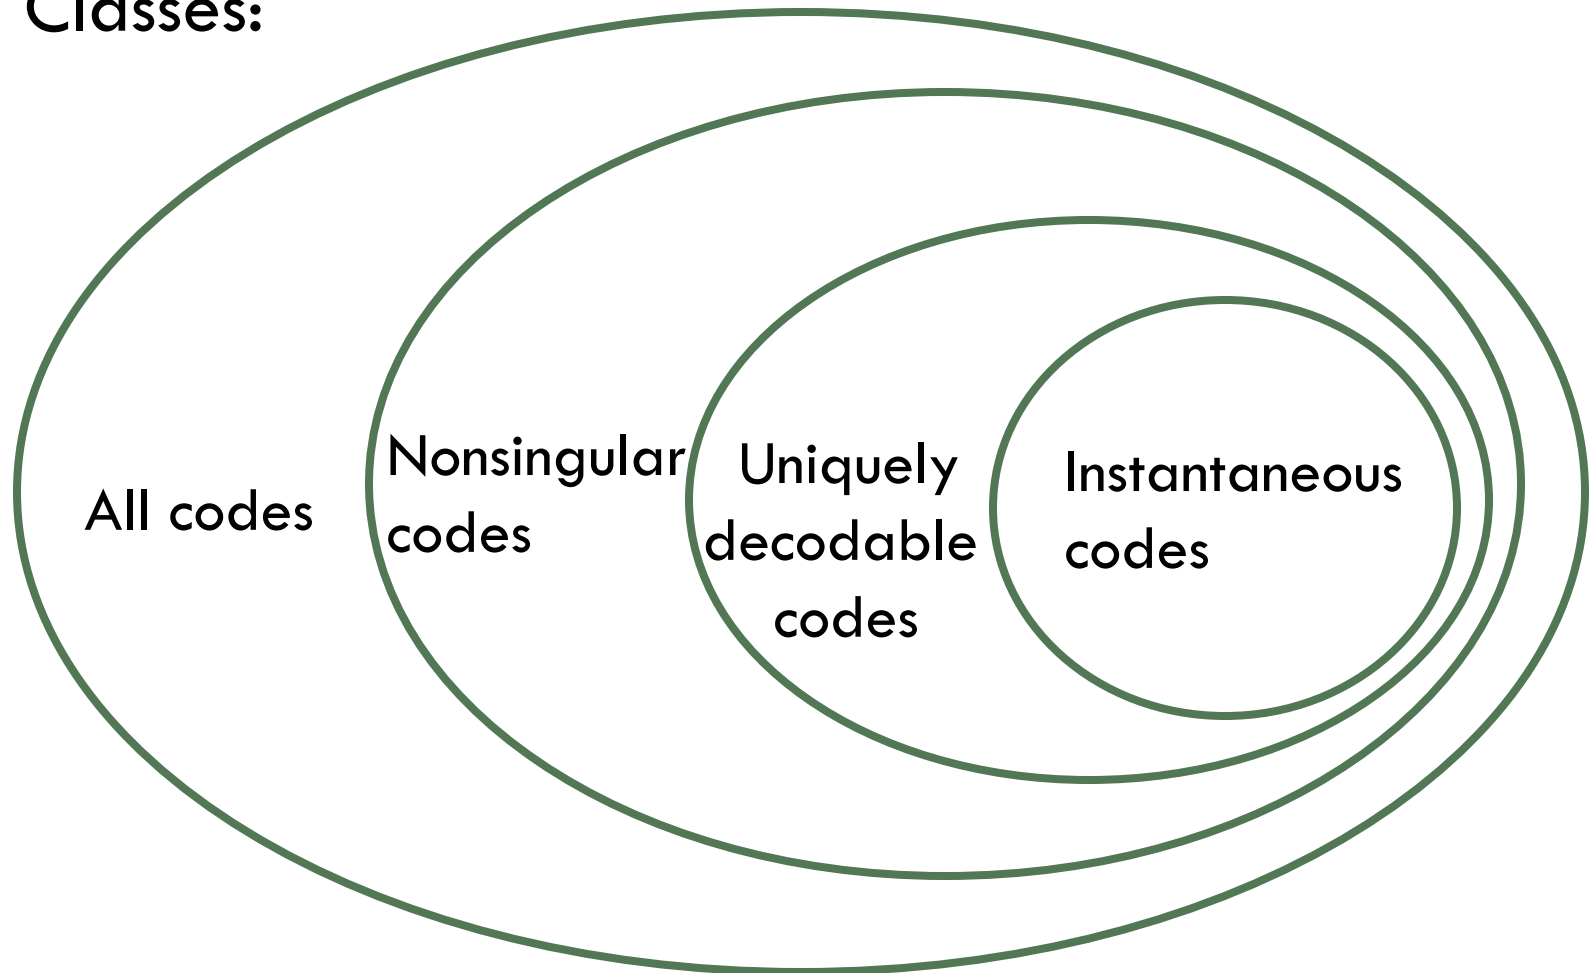 Classes:
All codes
Nonsingular
codes
Uniquely
decodable
codes
Instantaneous
codes